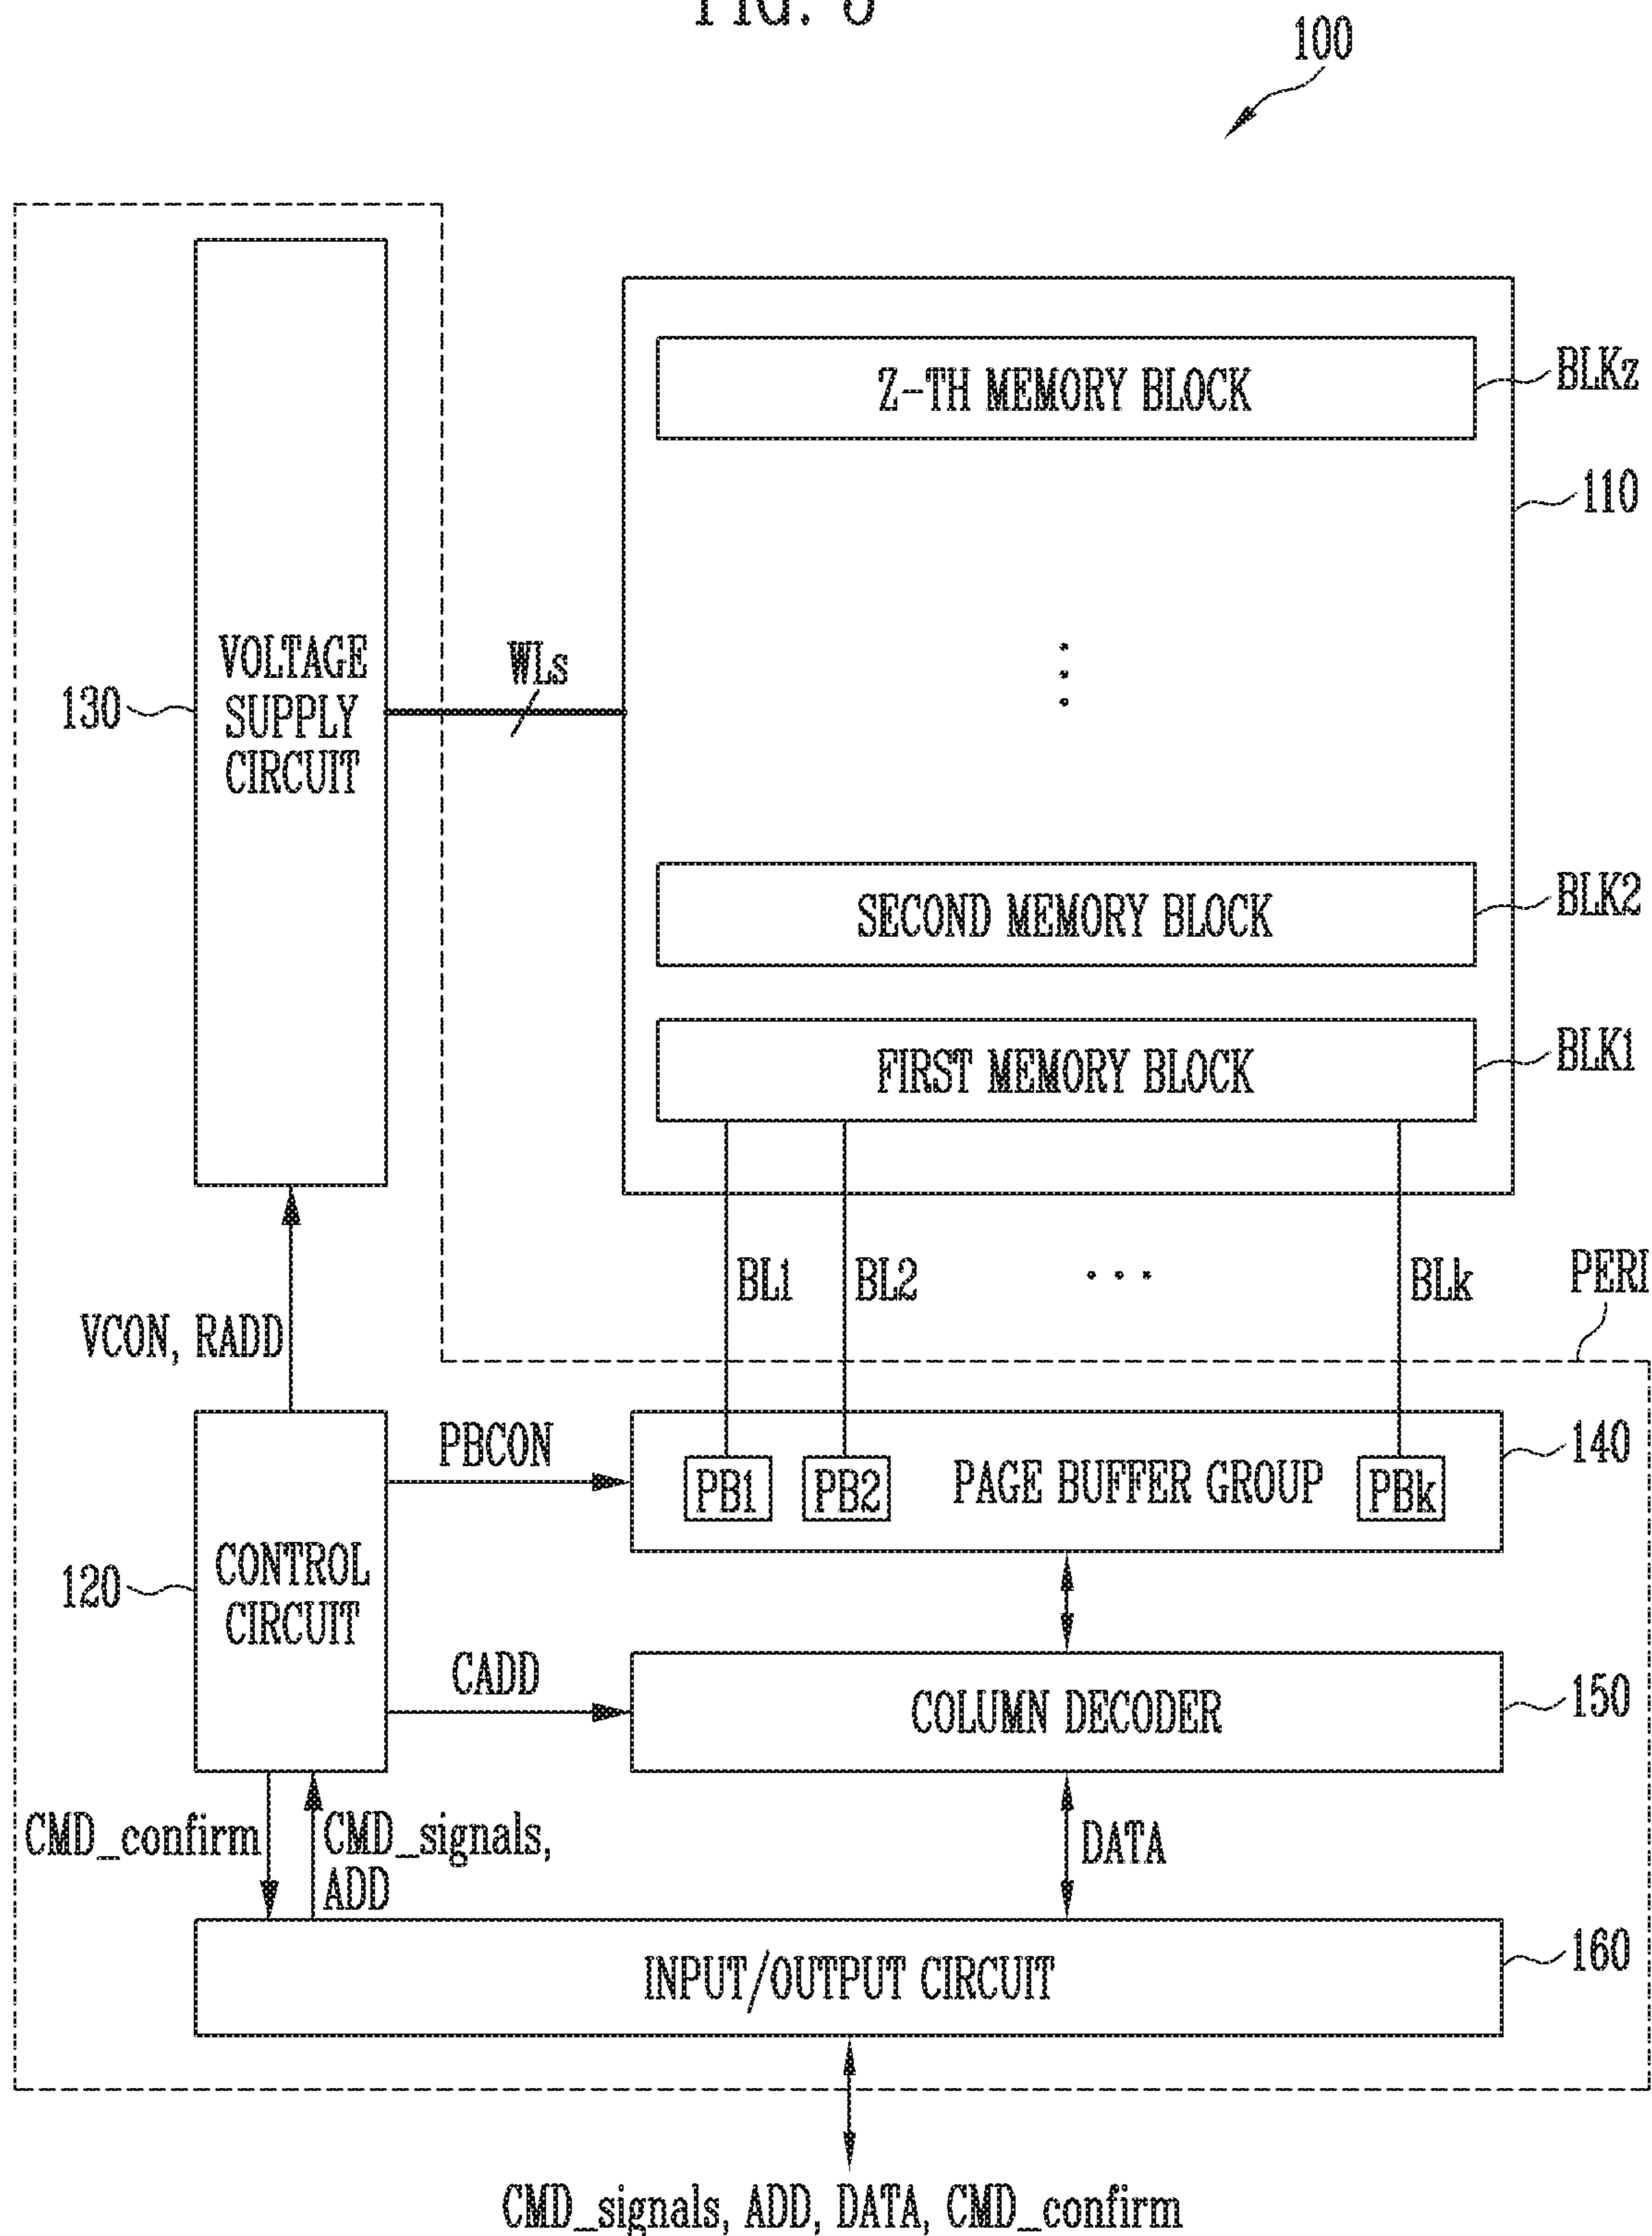 100
Z-TH MEMORY BLOCK
BLKz
110
VOLTAGE
SUPPLY
CIRCUIT
130
WLs
SECOND MEMORY BLOCK
BLK2
FIRST MEMORY BLOCK
BLK1
BL1
BL2
...
BLk
PERI
VCON, RADD
PBCON
PB1
PB2
PAGE BUFFER GROUP
PBk
140
CONTROL
CIRCUIT
120
CADD
COLUMN DECODER
150
CMD_confirm
CMD_signals,
ADD
DATA
INPUT/OUTPUT CIRCUIT
160
CMD_signals, ADD, DATA, CMD_confirm